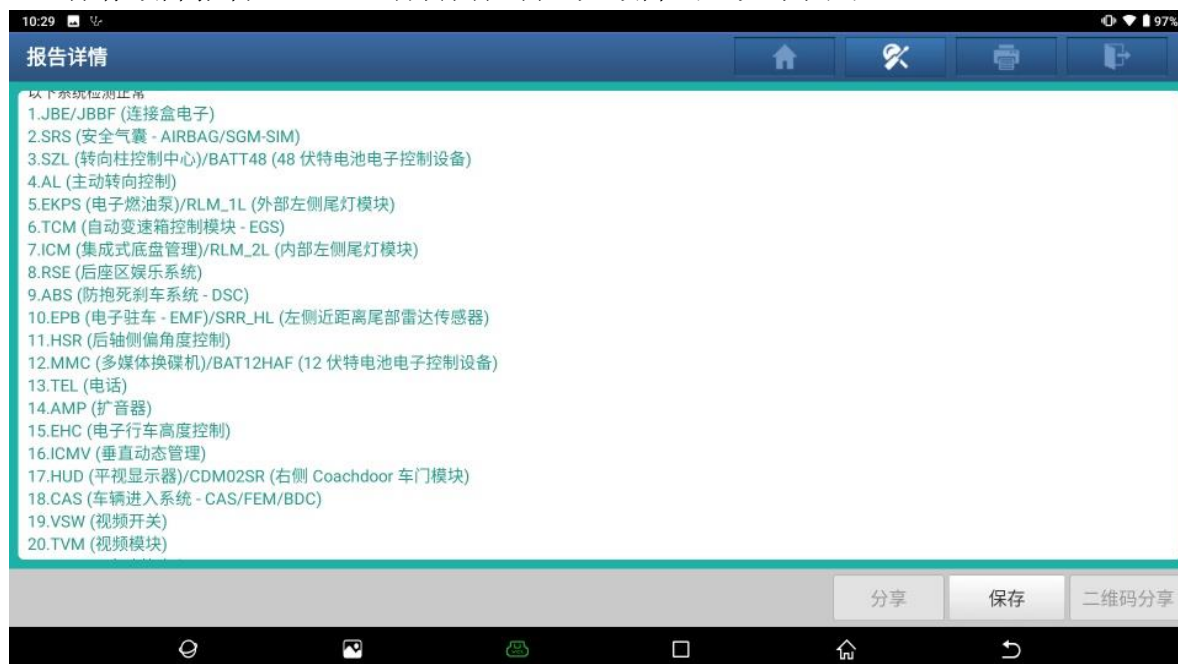 10:29
97%
报告详情
以下系统检测正常
1.JBE/JBBF (连接盒电子)
2.SRS (安全气囊 - AIRBAG/SGM-SIM)
3.SZL (转向柱控制中心)/BATT48 (48 伏特电池电子控制设备)
4.AL (主动转向控制)
5.EKPS (电子燃油泵)/RLM_1L (外部左侧尾灯模块)
6.TCM (自动变速箱控制模块 - EGS)
7.ICM (集成式底盘管理)/RLM_2L (内部左侧尾灯模块)
8.RSE (后座区娱乐系统)
9.ABS (防抱死刹车系统 - DSC)
10.EPB (电子驻车 - EMF)/SRR_HL (左侧近距离尾部雷达传感器)
11.HSR (后轴侧偏角度控制)
12.MMC (多媒体换碟机)/BAT12HAF (12 伏特电池电子控制设备)
13.TEL (电话)
14.AMP (扩音器)
15.EHC (电子行车高度控制)
16.ICMV (垂直动态管理)
17.HUD (平视显示器)/CDM02SR (右侧 Coachdoor 车门模块)
18.CAS (车辆进入系统 - CAS/FEM/BDC)
19.VSW (视频开关)
20.TVM (视频模块)
分享
保存
二维码分享